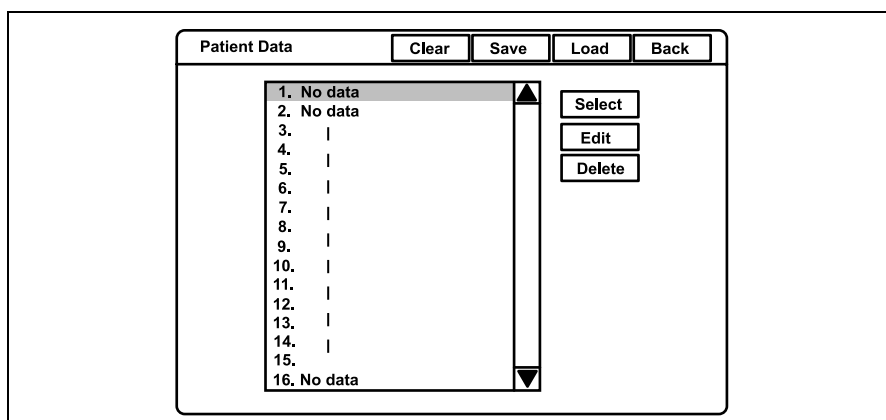 Patient Data Clear Save Load Back
1. No data
2. No data
3.
4.
5.
6.
7.
8.
9.
10.
11.
12.
13.
14.
15.
16. No data
Select
Edit
Delete